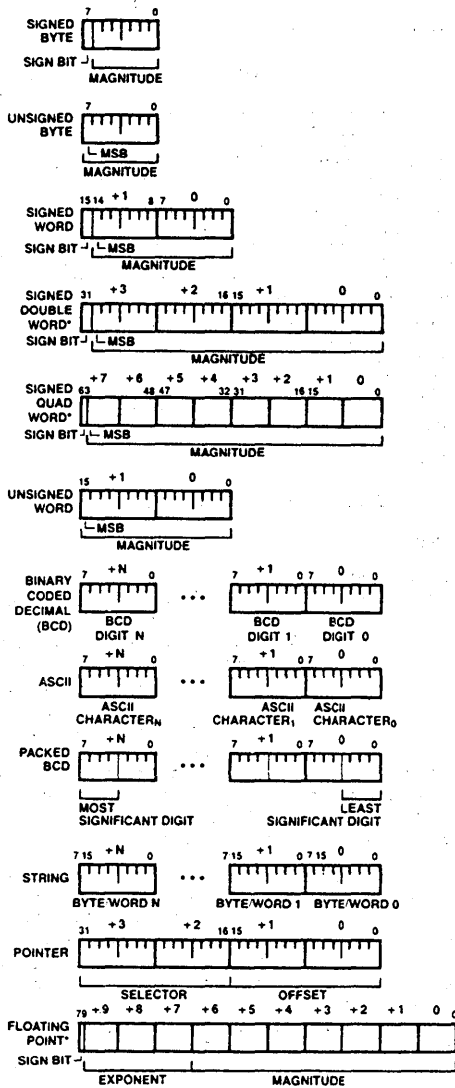 7 0
SIGNED
BYTE
SIGN BIT
MAGNITUDE
7 0
UNSIGNED
BYTE
MSB
MAGNITUDE
15 14 +1 8 7 0 0
SIGNED
WORD
SIGN BIT MSB
MAGNITUDE
31 +3 +2 16 15 +1 0 0
SIGNED
DOUBLE
WORD*
SIGN BIT MSB
MAGNITUDE
+7 +6 +5 +4 +3 +2 +1 0
63 48 47 32 31 16 15 0
SIGNED
QUAD
WORD*
SIGN BIT MSB
MAGNITUDE
15 +1 0 0
UNSIGNED
WORD
MSB
MAGNITUDE
7 +N 0 7 +1 0 7 0 0
BINARY
CODED
DECIMAL
(BCD)
...
BCD BCD BCD
DIGIT N DIGIT 1 DIGIT 0
7 +N 0 7 +1 0 7 0 0
ASCII ...
ASCII ASCII ASCII
CHARACTERN CHARACTER1 CHARACTER0
7 +N 0 7 +1 0 7 0 0
PACKED
BCD
...
MOST LEAST
SIGNIFICANT DIGIT SIGNIFICANT DIGIT
7 15 +N 0 7 15 +1 0 7 15 0 0
STRING ...
BYTE/WORD N BYTE/WORD 1 BYTE/WORD 0
31 +3 +2 16 15 +1 0 0
POINTER
SELECTOR OFFSET
79 +9 +8 +7 +6 +5 +4 +3 +2 +1 0 0
FLOATING
POINT*
SIGN BIT
EXPONENT MAGNITUDE